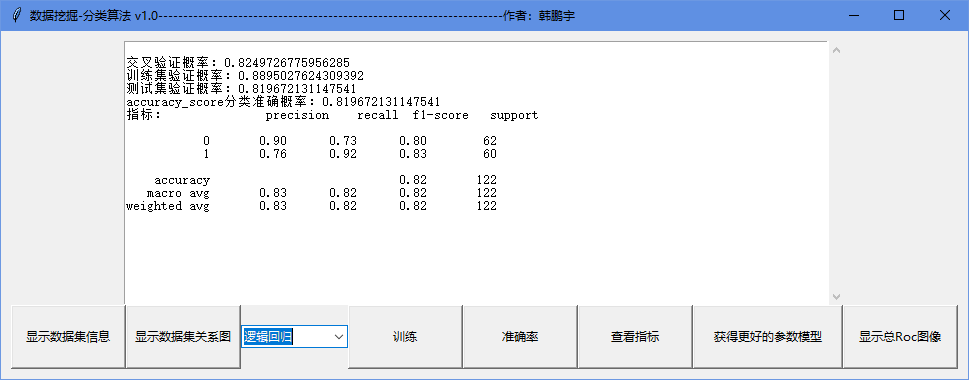 数据挖掘-分类算法 v1.0---------------------------------------------------------------------作者：韩鹏宇
交叉验证概率：0.8249726775956285
训练集验证概率：0.8895027624309392
测试集验证概率：0.819672131147541
accuracy_score分类准确概率：0.819672131147541
指标： precision recall f1-score support
0 0.90 0.73 0.80 62
1 0.76 0.92 0.83 60
accuracy 0.82 122
macro avg 0.83 0.82 0.82 122
weighted avg 0.83 0.82 0.82 122
显示数据集信息 显示数据集关系图 逻辑回归 训练 准确率 查看指标 获得更好的参数模型 显示总Roc图像